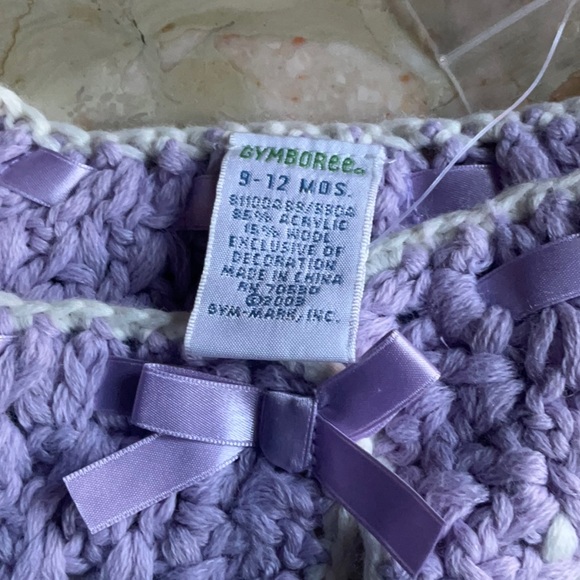 GYMBOREE
9-12 MOS.
85% ACRYLIC
15% WOOL
EXCLUSIVE OF
DECORATION
MADE IN CHINA
©2003
GYM-MARK, INC.